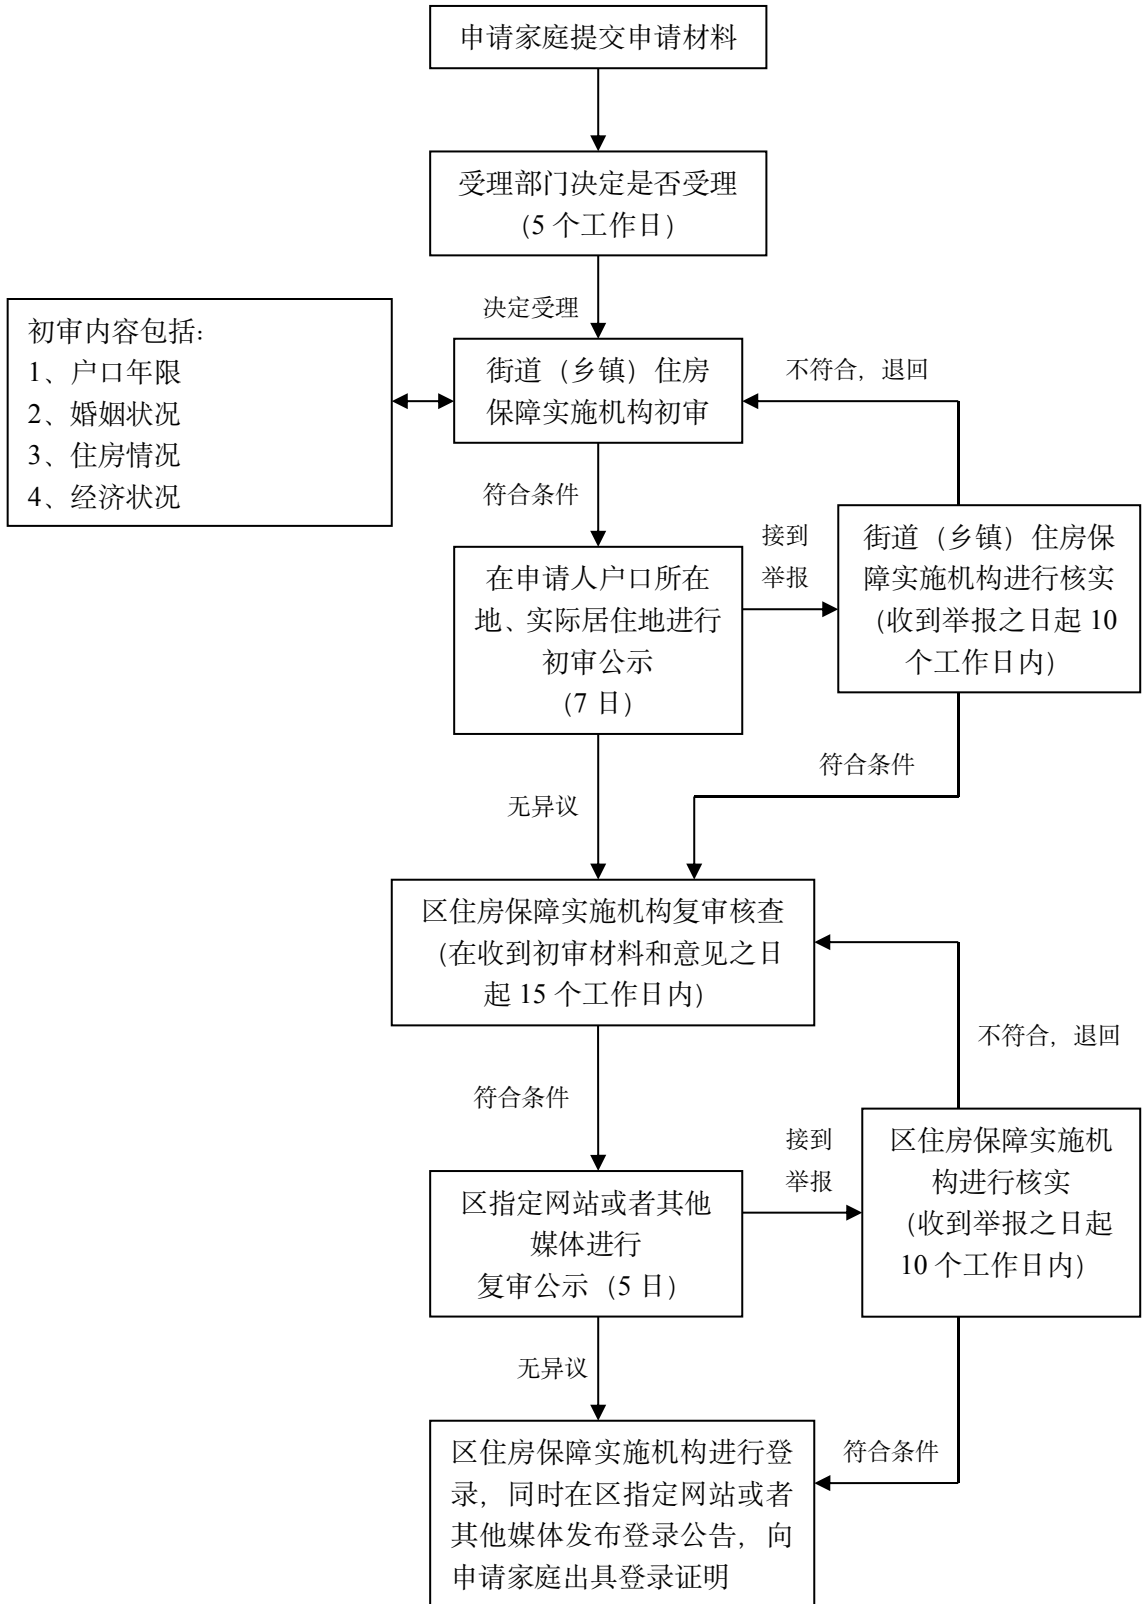 申请家庭提交申请材料
受理部门决定是否受理
（5 个工作日）
决定受理
初审内容包括：
1、户口年限
2、婚姻状况
3、住房情况
4、经济状况
街道（乡镇）住房
保障实施机构初审
不符合，退回
符合条件
在申请人户口所在
地、实际居住地进行
初审公示
（7 日）
接到
举报
街道（乡镇）住房保
障实施机构进行核实
（收到举报之日起 10
个工作日内）
符合条件
无异议
区住房保障实施机构复审核查
（在收到初审材料和意见之日
起 15 个工作日内）
不符合，退回
符合条件
区指定网站或者其他
媒体进行
复审公示（5 日）
接到
举报
区住房保障实施机
构进行核实
（收到举报之日起
10 个工作日内）
无异议
符合条件
区住房保障实施机构进行登
录，同时在区指定网站或者
其他媒体发布登录公告，向
申请家庭出具登录证明